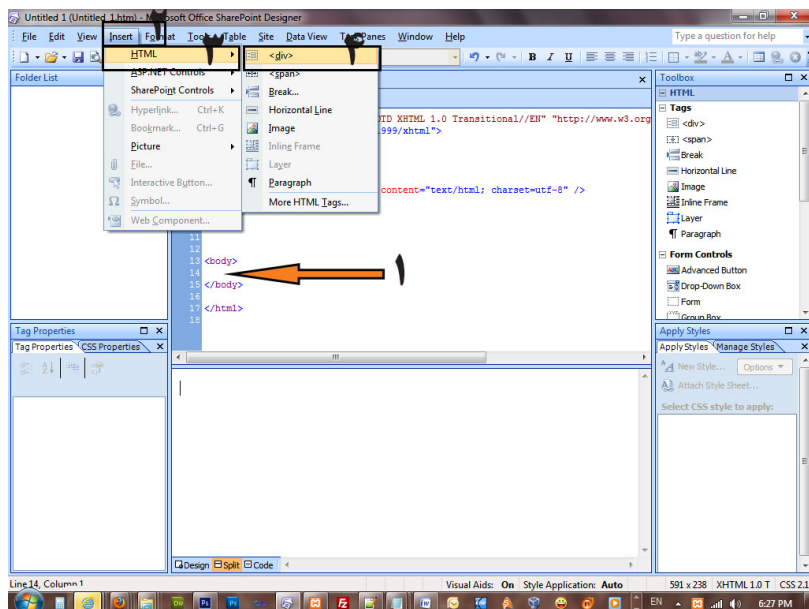 Untitled 1 (Untitled_1.htm) - Microsoft Office SharePoint Designer
File Edit View Insert Format Tools Table Site Data View Task Panes Window Help
Type a question for help
B I U
Folder List
HTML
ASP.NET Controls
SharePoint Controls
Hyperlink... Ctrl+K
Bookmark... Ctrl+G
Picture
File...
Interactive Button...
Symbol...
Web Component...
<div>
<span>
Break...
Horizontal Line
Image
Inline Frame
Layer
Paragraph
More HTML Tags...
DTD XHTML 1.0 Transitional//EN" "http://www.w3.org
999/xhtml">
content="text/html; charset=utf-8" />
11
12
13 <body>
14
15 </body>
16
17 </html>
18
١
٢
٣
Toolbox
HTML
Tags
<div>
<span>
Break
Horizontal Line
Image
Inline Frame
Layer
Paragraph
Form Controls
Advanced Button
Drop-Down Box
Form
Group Box
Tag Properties
Tag Properties CSS Properties
Apply Styles
Apply Styles Manage Styles
New Style... Options
Attach Style Sheet...
Select CSS style to apply:
Design Split Code
Line 14, Column 1
Visual Aids: On Style Application: Auto 591 x 238 XHTML 1.0 T CSS 2.1
EN 6:27 PM